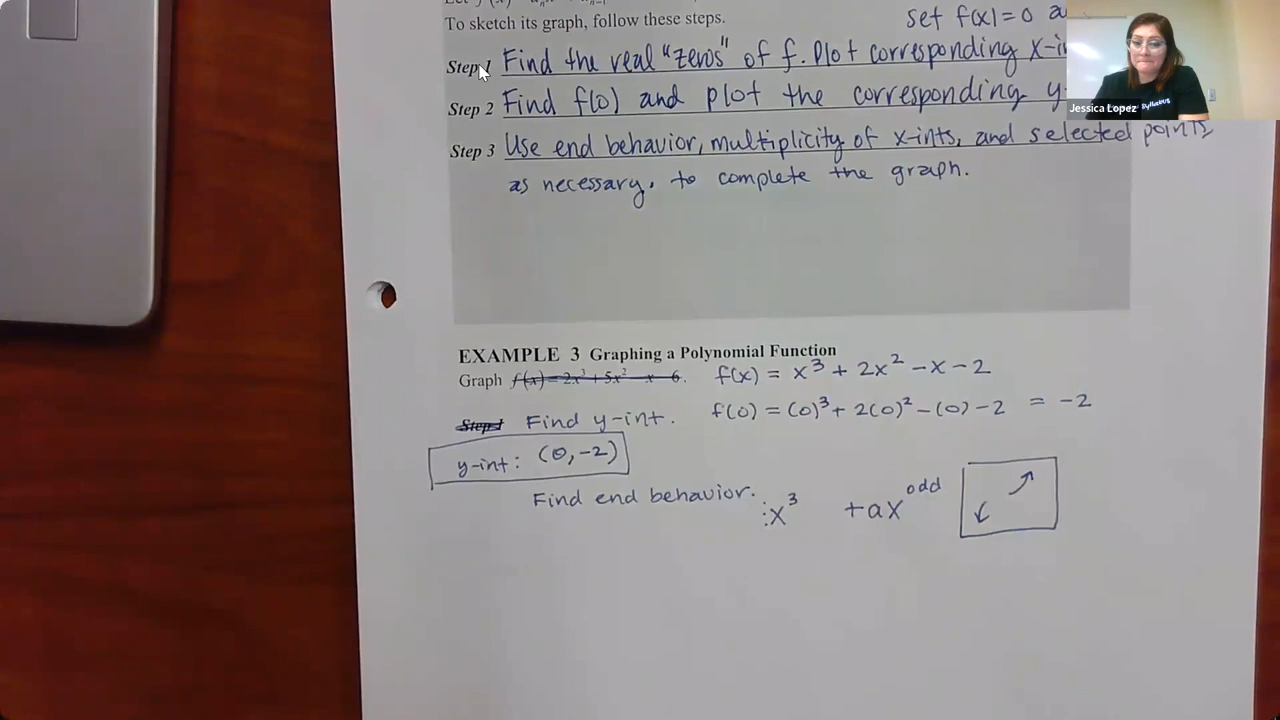 To sketch its graph, follow these steps.
set f(x)=0
Step 1 Find the real "zeros" of f. Plot corresponding
Jessica Lopez
Step 2 Find f(0) and plot the corresponding
Step 3 Use end behavior, multiplicity of x-ints, and selected points
as necessary, to complete the graph.
EXAMPLE 3 Graphing a Polynomial Function
Graph f(x) = 2x³ + 5x² - x - 6. f(x) = x³ + 2x² - x - 2
Step 1 Find y-int. f(0) = (0)³ + 2(0)² - (0) - 2 = -2
y-int: (0, -2)
Find end behavior. : x³ + ax^odd